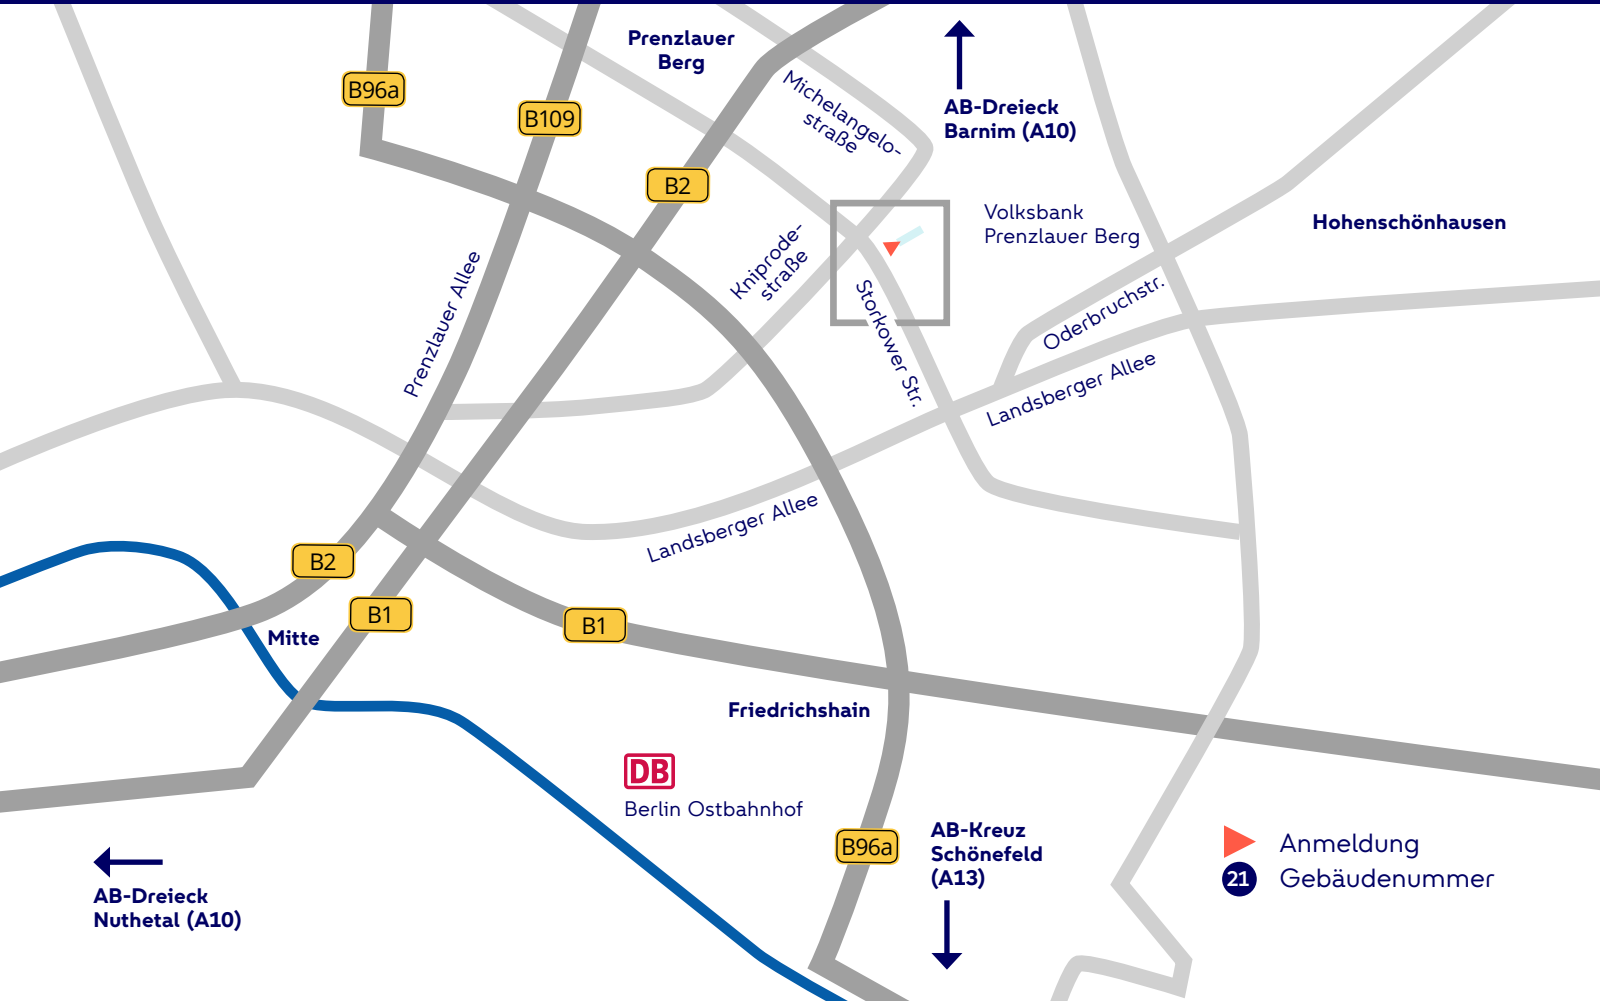 Prenzlauer
Berg
B96a
B109
B2
Michelangelo-
straße
AB-Dreieck
Barnim (A10)
Volksbank
Prenzlauer Berg
Hohenschönhausen
Kniprode-
straße
Prenzlauer Allee
Storkower Str.
Oderbruchstr.
Landsberger Allee
Landsberger Allee
B2
B1
B1
Mitte
Friedrichshain
DB
Berlin Ostbahnhof
B96a
AB-Kreuz
Schönefeld
(A13)
AB-Dreieck
Nuthetal (A10)
Anmeldung
21 Gebäudenummer